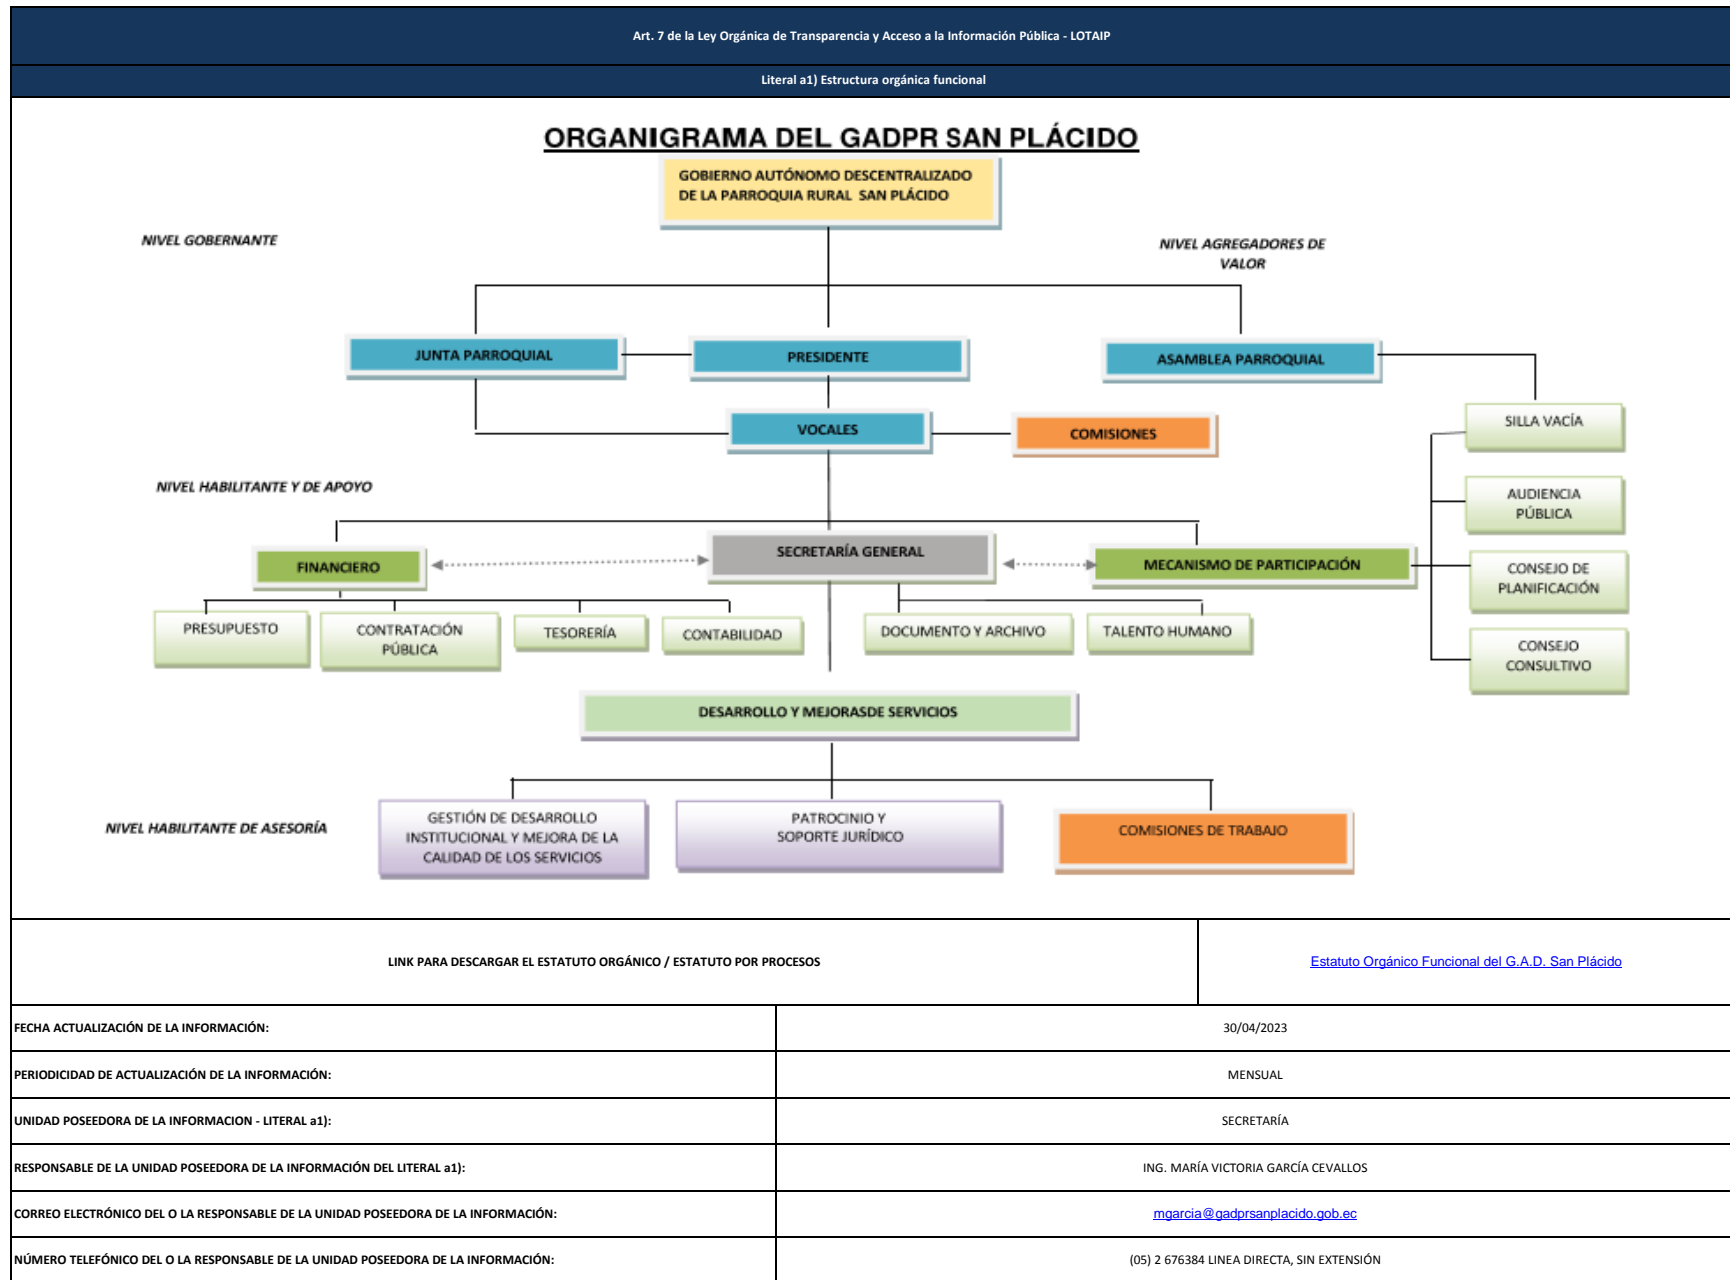 Art. 7 de la Ley Orgánica de Transparencia y Acceso a la Información Pública - LOTAIP
Literal a1) Estructura orgánica funcional
ORGANIGRAMA DEL GADPR SAN PLÁCIDO
GOBIERNO AUTÓNOMO DESCENTRALIZADO
DE LA PARROQUIA RURAL SAN PLÁCIDO
NIVEL GOBERNANTE
NIVEL AGREGADORES DE
VALOR
JUNTA PARROQUIAL
PRESIDENTE
ASAMBLEA PARROQUIAL
VOCALES
COMISIONES
SILLA VACÍA
NIVEL HABILITANTE Y DE APOYO
AUDIENCIA
PÚBLICA
FINANCIERO
SECRETARÍA GENERAL
MECANISMO DE PARTICIPACIÓN
CONSEJO DE
PLANIFICACIÓN
PRESUPUESTO
CONTRATACIÓN
PÚBLICA
TESORERÍA
CONTABILIDAD
DOCUMENTO Y ARCHIVO
TALENTO HUMANO
CONSEJO
CONSULTIVO
DESARROLLO Y MEJORASDE SERVICIOS
NIVEL HABILITANTE DE ASESORÍA
GESTIÓN DE DESARROLLO
INSTITUCIONAL Y MEJORA DE LA
CALIDAD DE LOS SERVICIOS
PATROCINIO Y
SOPORTE JURÍDICO
COMISIONES DE TRABAJO
LINK PARA DESCARGAR EL ESTATUTO ORGÁNICO / ESTATUTO POR PROCESOS
Estatuto Orgánico Funcional del G.A.D. San Plácido
FECHA ACTUALIZACIÓN DE LA INFORMACIÓN:
30/04/2023
PERIODICIDAD DE ACTUALIZACIÓN DE LA INFORMACIÓN:
MENSUAL
UNIDAD POSEEDORA DE LA INFORMACION - LITERAL a1):
SECRETARÍA
RESPONSABLE DE LA UNIDAD POSEEDORA DE LA INFORMACIÓN DEL LITERAL a1):
ING. MARÍA VICTORIA GARCÍA CEVALLOS
CORREO ELECTRÓNICO DEL O LA RESPONSABLE DE LA UNIDAD POSEEDORA DE LA INFORMACIÓN:
mgarcia@gadprsanplacido.gob.ec
NÚMERO TELEFÓNICO DEL O LA RESPONSABLE DE LA UNIDAD POSEEDORA DE LA INFORMACIÓN:
(05) 2 676384 LINEA DIRECTA, SIN EXTENSIÓN